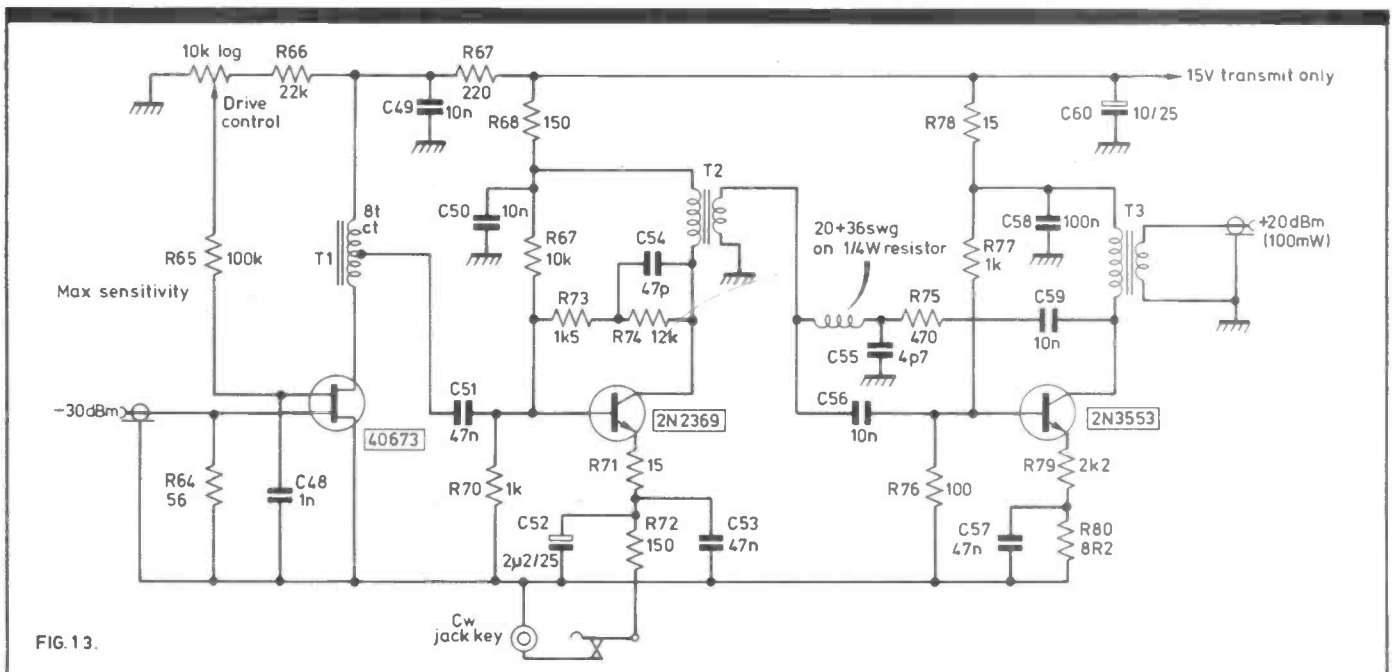 10k log
R66
22k
Drive
control
C49
10n
R67
220
R68
150
15V transmit only
C60
10/25
R78
15
8t
ct
T1
R65
100k
Max sensitivity
C50
10n
R67
10k
T2
C54
47p
R73
1k5
R74
12k
20+36swg
on 1/4W resistor
R77
1k
C58
100n
T3
+20dBm
(100mW)
R75
470
C59
10n
C55
4p7
C56
10n
-30dBm
40673
C51
47n
2N2369
2N3553
R64
56
C48
1n
R70
1k
R71
15
C52
2μ2/25
R72
150
C53
47n
R76
100
R79
2k2
C57
47n
R80
8R2
Cw
jack key
FIG.13.